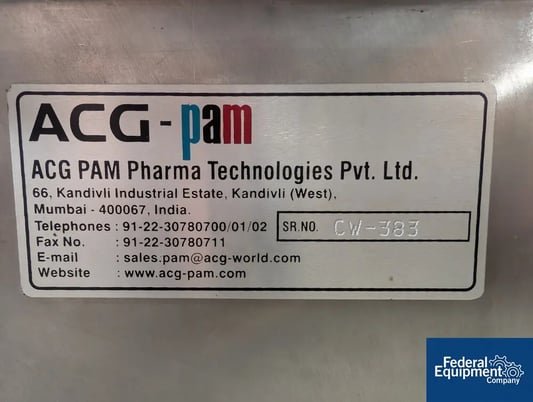 ACG-pam
ACG PAM Pharma Technologies Pvt. Ltd.
66, Kandivli Industrial Estate, Kandivli (West),
Mumbai - 400067, India.
Telephones : 91-22-30780700/01/02
SR.NO. CW-383
Fax No. : 91-22-30780711
E-mail : sales.pam@acg-world.com
Website : www.acg-pam.com
Federal
Equipment
Company